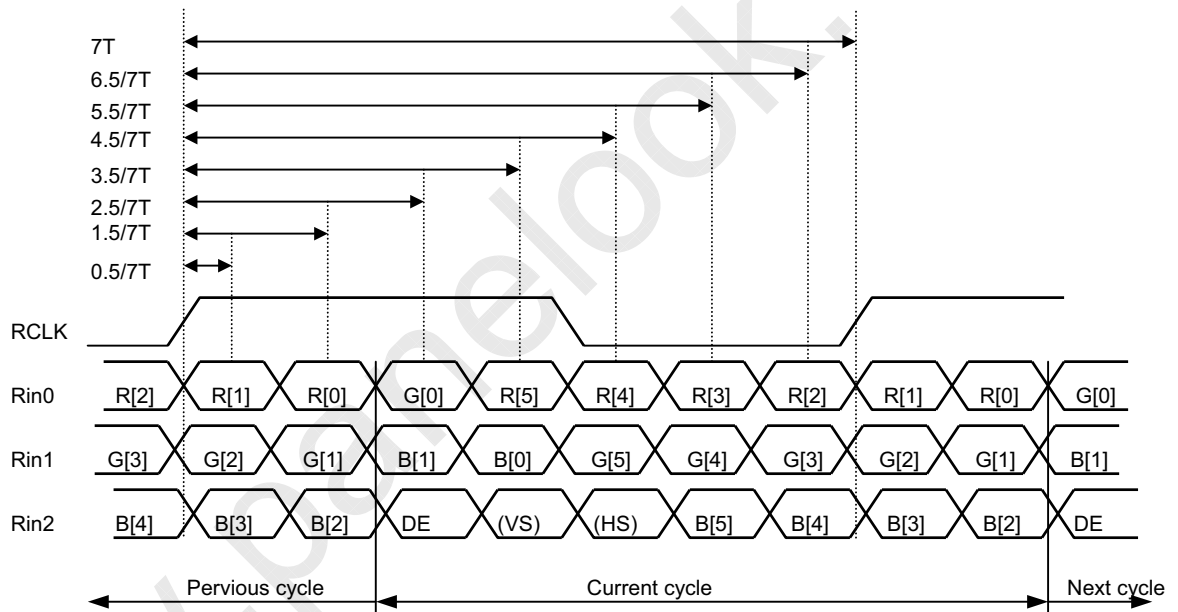 7T
6.5/7T
5.5/7T
4.5/7T
3.5/7T
2.5/7T
1.5/7T
0.5/7T
RCLK
Rin0 R[2] R[1] R[0] G[0] R[5] R[4] R[3] R[2] R[1] R[0] G[0]
Rin1 G[3] G[2] G[1] B[1] B[0] G[5] G[4] G[3] G[2] G[1] B[1]
Rin2 B[4] B[3] B[2] DE (VS) (HS) B[5] B[4] B[3] B[2] DE
Pervious cycle Current cycle Next cycle
panelook.